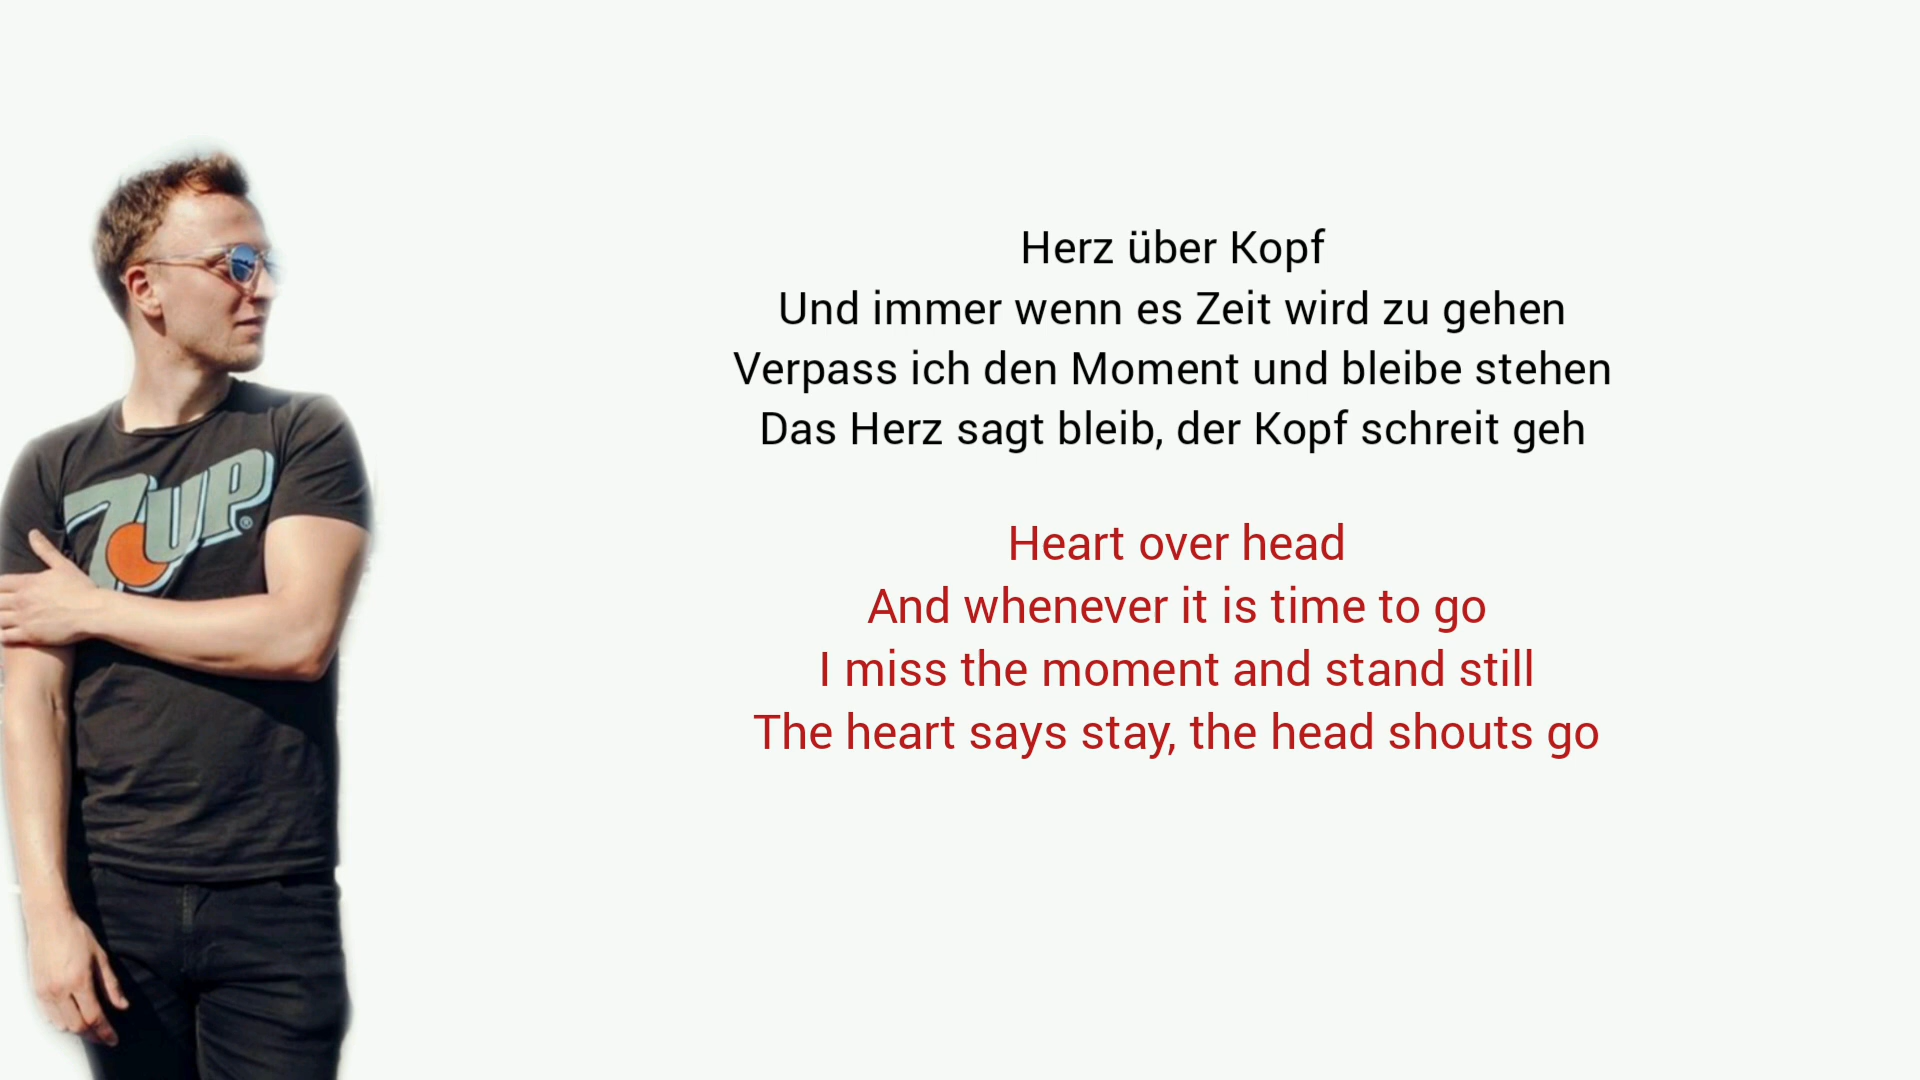 7UP®
Herz über Kopf
Und immer wenn es Zeit wird zu gehen
Verpass ich den Moment und bleibe stehen
Das Herz sagt bleib, der Kopf schreit geh
Heart over head
And whenever it is time to go
I miss the moment and stand still
The heart says stay, the head shouts go